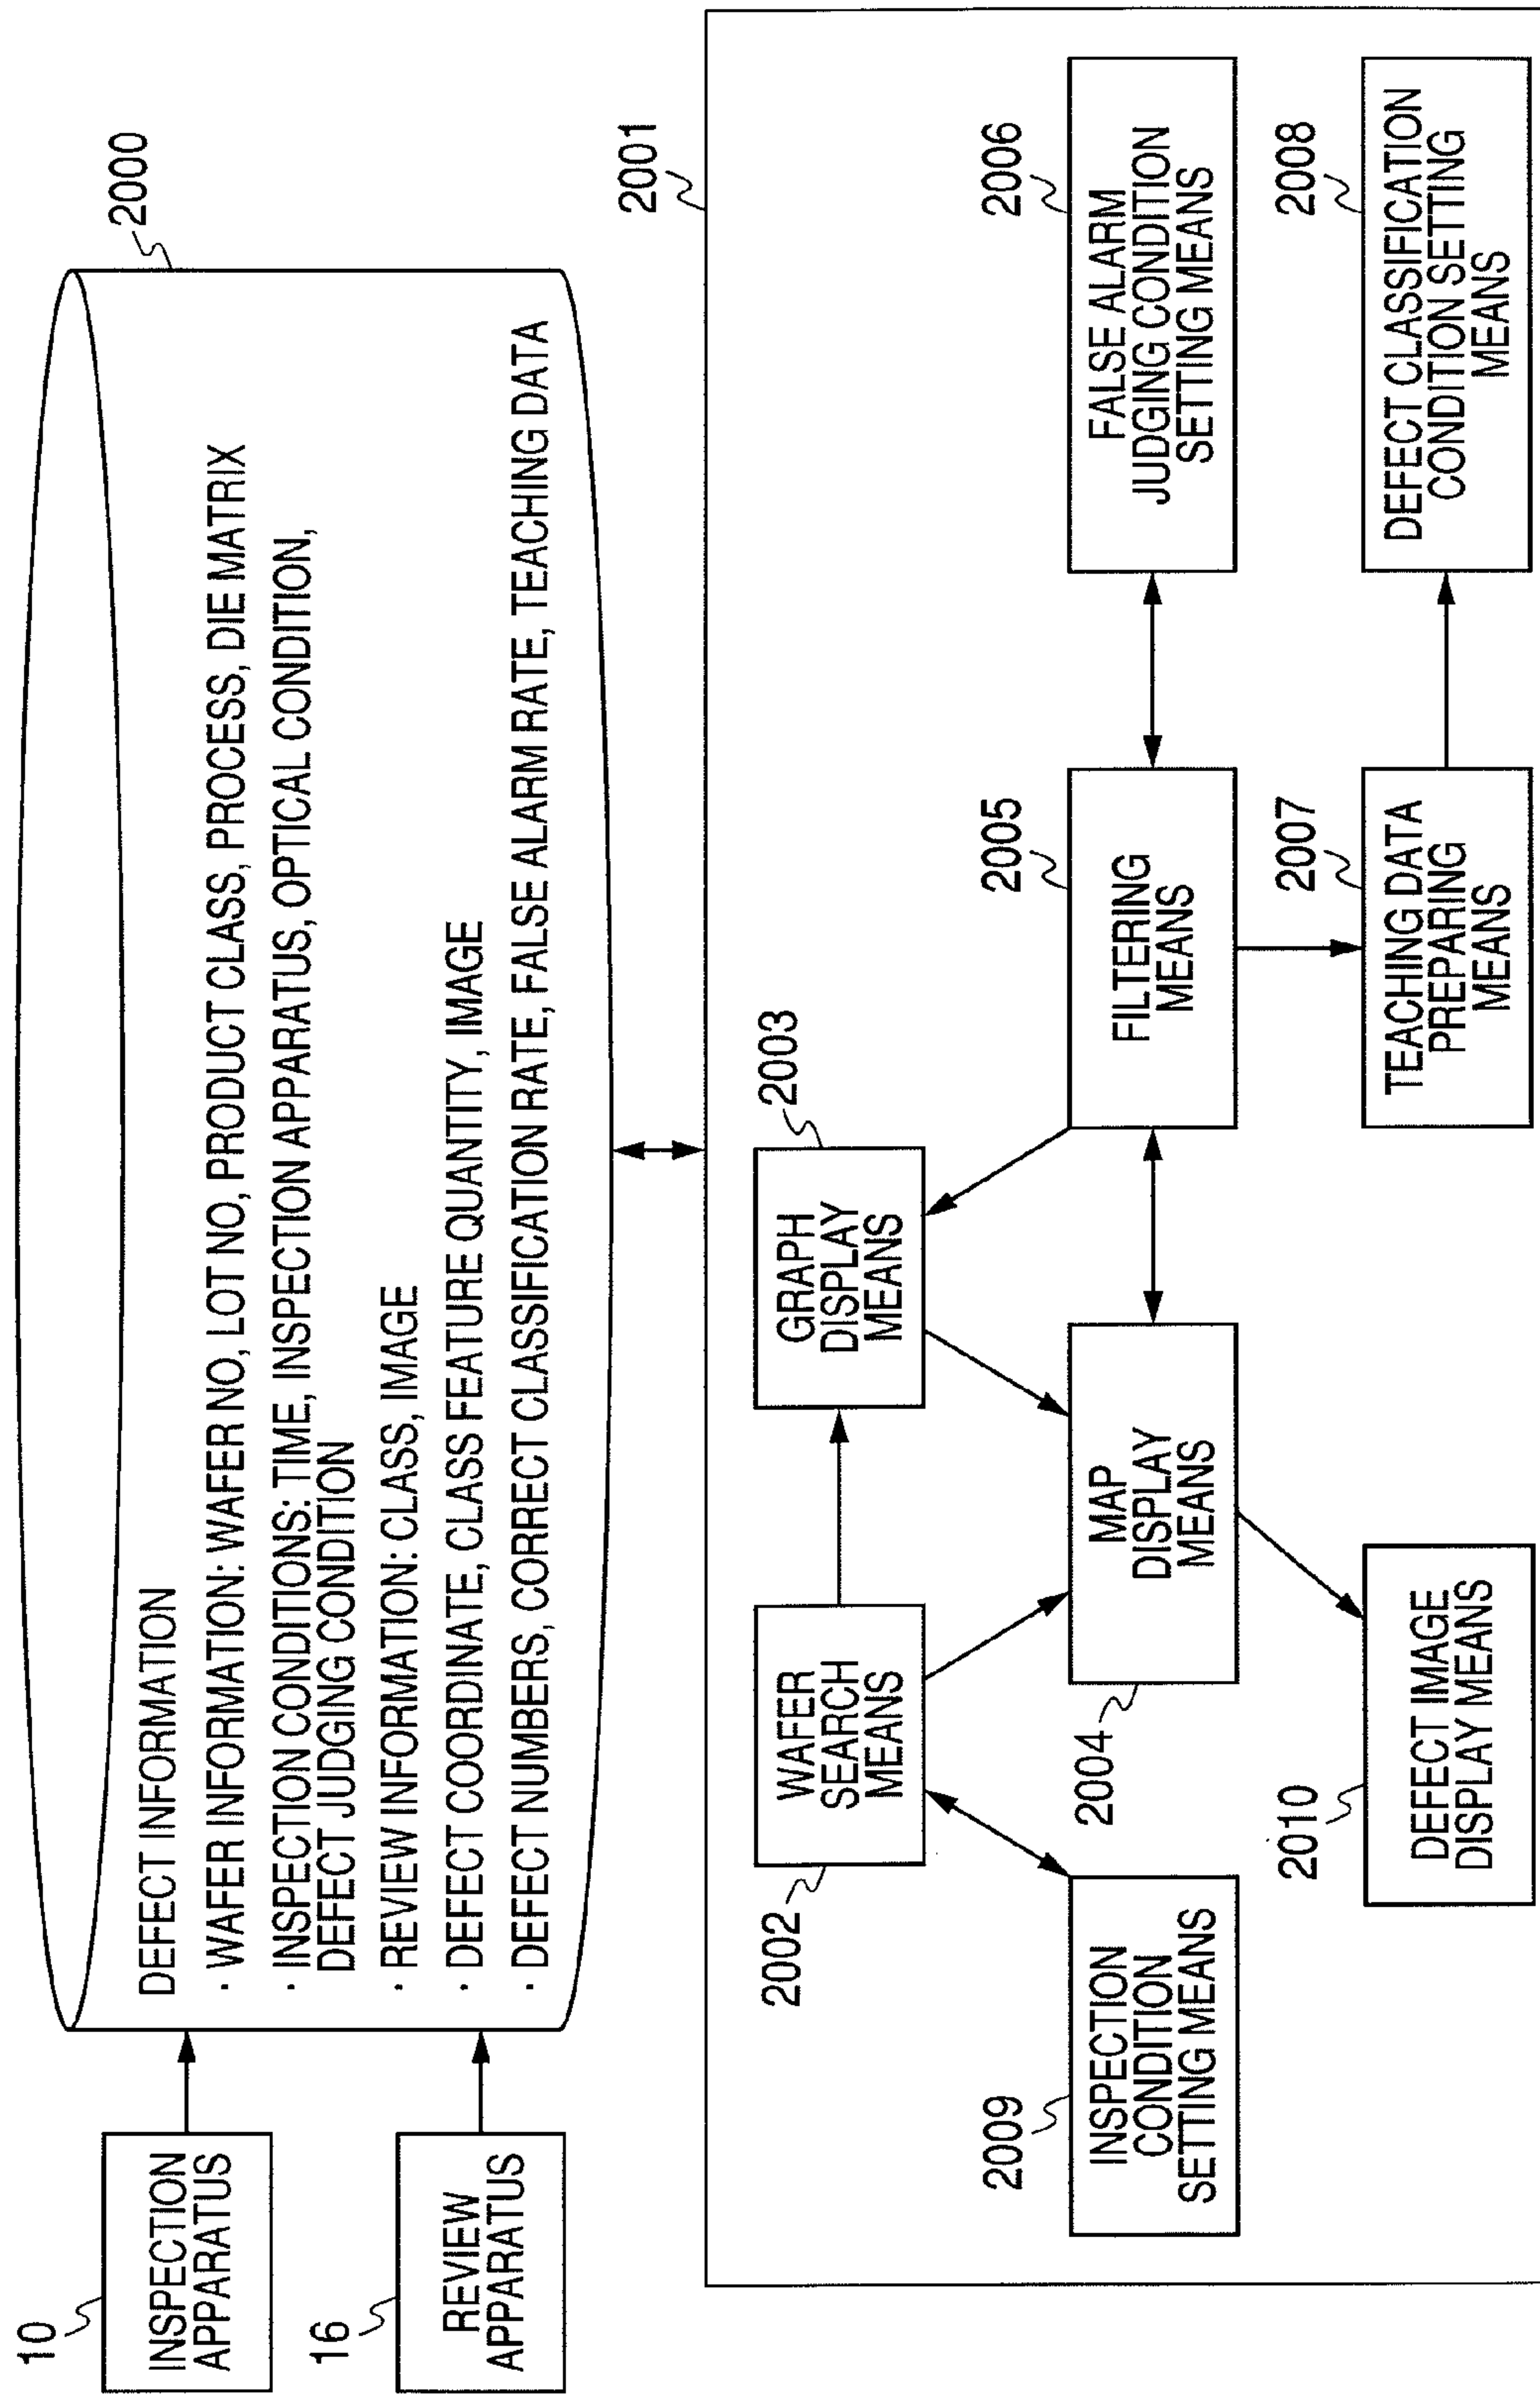 10
INSPECTION
APPARATUS
16
REVIEW
APPARATUS
2000
DEFECT INFORMATION
· WAFER INFORMATION: WAFER NO, LOT NO, PRODUCT CLASS, PROCESS, DIE MATRIX
· INSPECTION CONDITIONS: TIME, INSPECTION APPARATUS, OPTICAL CONDITION,
DEFECT JUDGING CONDITION
· REVIEW INFORMATION: CLASS, IMAGE
· DEFECT COORDINATE, CLASS FEATURE QUANTITY, IMAGE
· DEFECT NUMBERS, CORRECT CLASSIFICATION RATE, FALSE ALARM RATE, TEACHING DATA
2001
2002
WAFER
SEARCH
MEANS
2003
GRAPH
DISPLAY
MEANS
2009
INSPECTION
CONDITION
SETTING MEANS
2004
MAP
DISPLAY
MEANS
2005
FILTERING
MEANS
2006
FALSE ALARM
JUDGING CONDITION
SETTING MEANS
2010
DEFECT IMAGE
DISPLAY MEANS
2007
TEACHING DATA
PREPARING
MEANS
2008
DEFECT CLASSIFICATION
CONDITION SETTING
MEANS